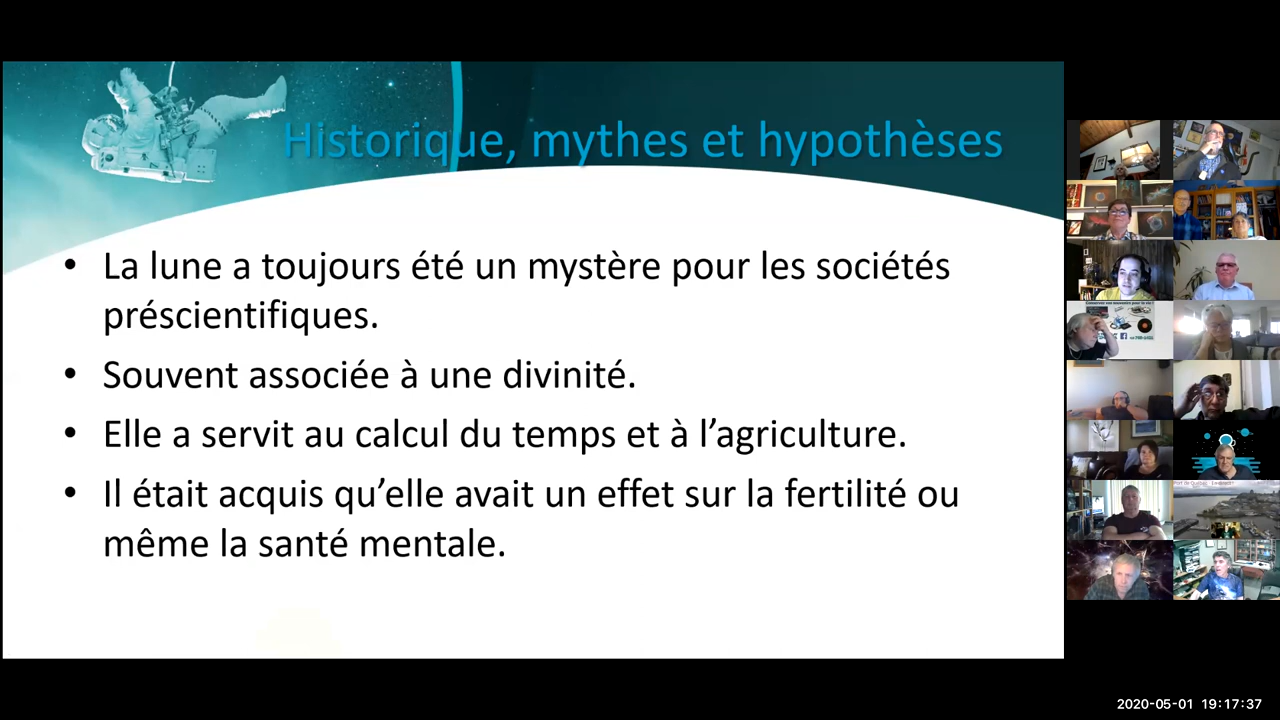 Historique, mythes et hypothèses
• La lune a toujours été un mystère pour les sociétés
préscientifiques.
• Souvent associée à une divinité.
• Elle a servit au calcul du temps et à l’agriculture.
• Il était acquis qu’elle avait un effet sur la fertilité ou
même la santé mentale.
2020-05-01 19:17:37